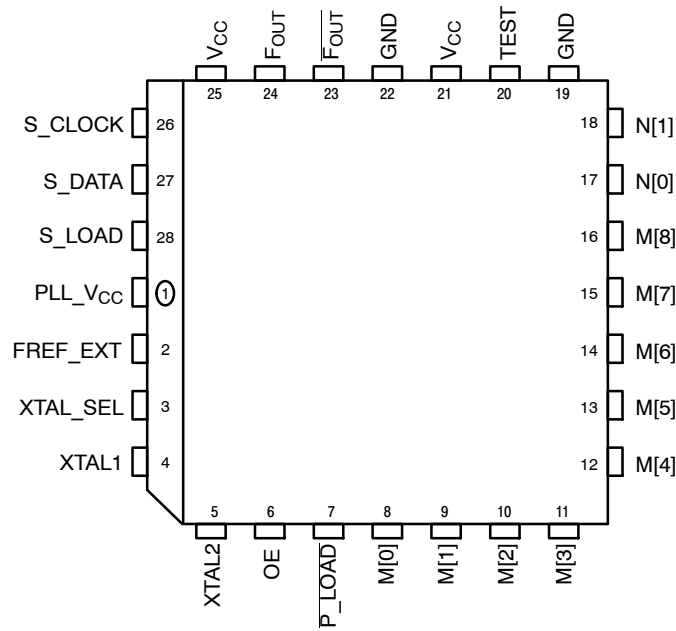 VCC FOUT FOUT GND VCC TEST GND
25 24 23 22 21 20 19
S_CLOCK 26 18 N[1]
S_DATA 27 17 N[0]
S_LOAD 28 16 M[8]
PLL_VCC 1 15 M[7]
FREF_EXT 2 14 M[6]
XTAL_SEL 3 13 M[5]
XTAL1 4 12 M[4]
5 6 7 8 9 10 11
XTAL2 OE P_LOAD M[0] M[1] M[2] M[3]